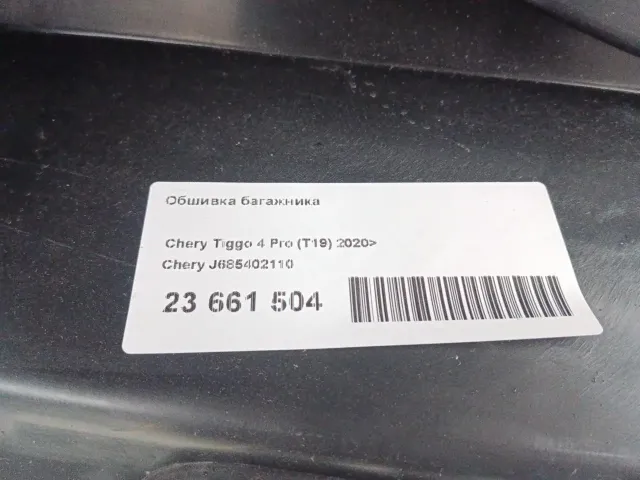 Обшивка багажника
Chery Tiggo 4 Pro (T19) 2020>
Chery J685402110
23 661 504